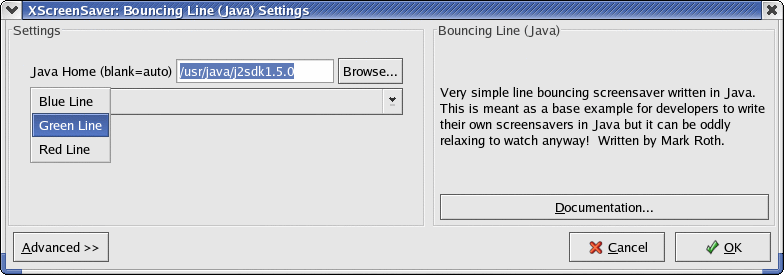 XScreenSaver: Bouncing Line (Java) Settings
Settings
Java Home (blank=auto) /usr/java/j2sdk1.5.0 Browse...
Blue Line
Green Line
Red Line
Bouncing Line (Java)
Very simple line bouncing screensaver written in Java.
This is meant as a base example for developers to write
their own screensavers in Java but it can be oddly
relaxing to watch anyway!  Written by Mark Roth.
Documentation...
Advanced >>
Cancel
OK